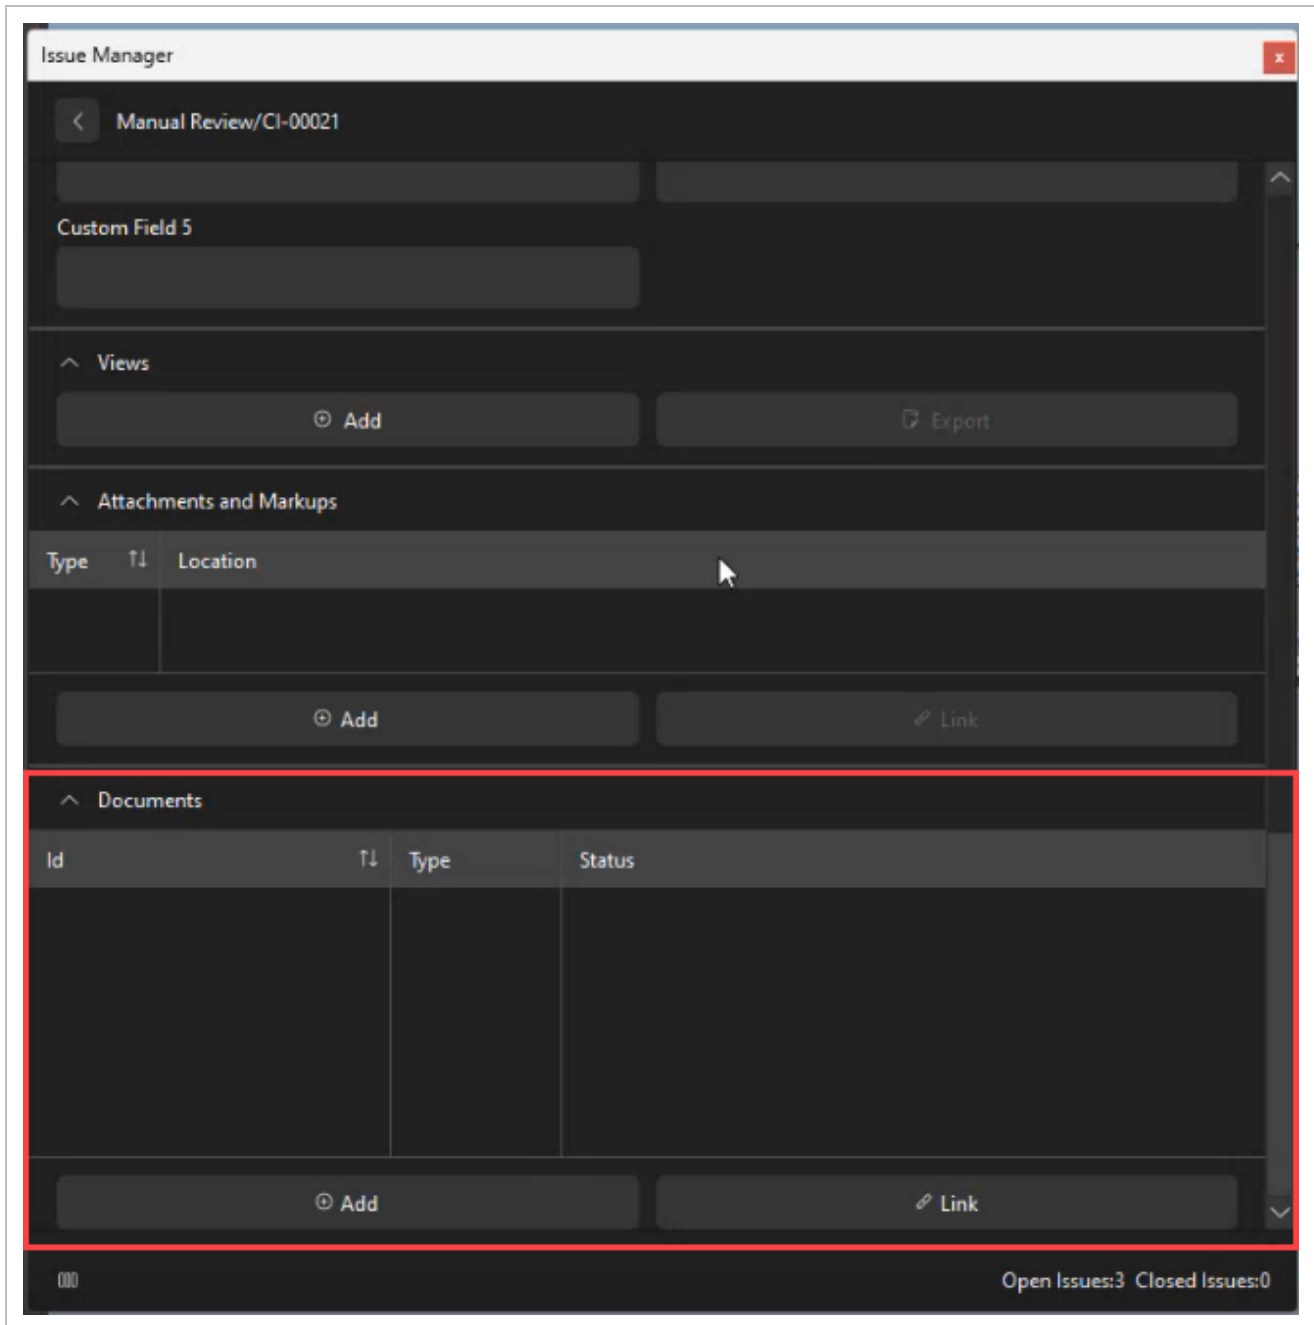 Issue Manager
x
Manual Review/CI-00021
Custom Field 5
Views
Add Export
Attachments and Markups
Type Location
Add Link
Documents
Id Type Status
Add Link
Open Issues:3 Closed Issues:0